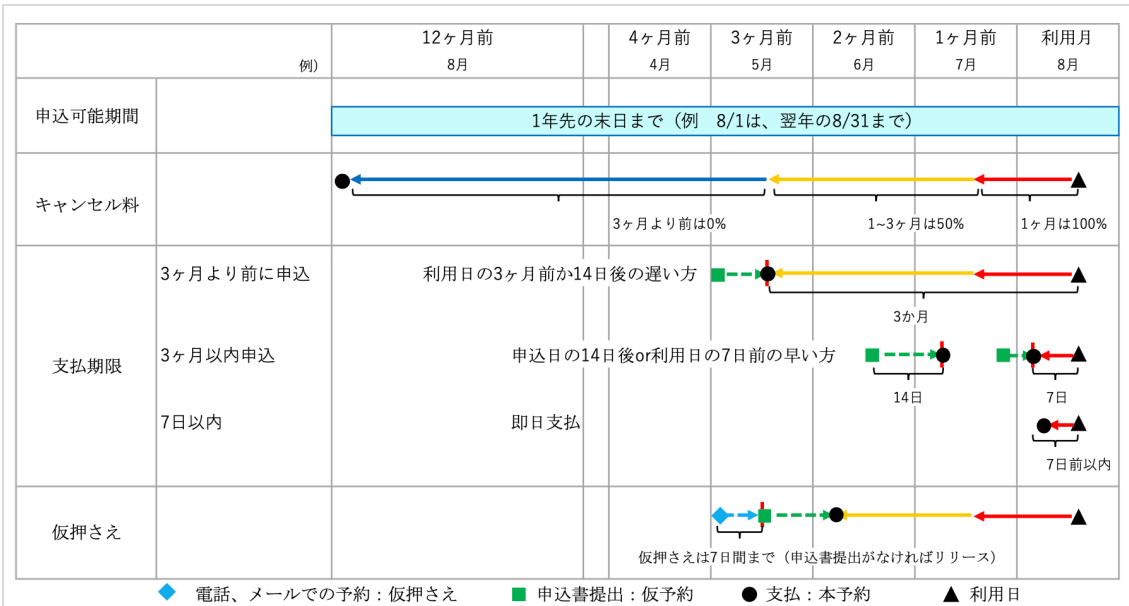 12ヶ月前 4ヶ月前 3ヶ月前 2ヶ月前 1ヶ月前 利用月
例） 8月 4月 5月 6月 7月 8月
申込可能期間
1年先の末日まで（例　8/1は、翌年の8/31まで）
キャンセル料
3ヶ月より前は0% 1~3ヶ月は50% 1ヶ月は100%
3ヶ月より前に申込 利用日の3ヶ月前か14日後の遅い方
3か月
支払期限
3ヶ月以内申込 申込日の14日後or利用日の7日前の早い方
14日 7日
7日以内 即日支払
7日前以内
仮押さえ
仮押さえは7日間まで（申込書提出がなければリリース）
電話、メールでの予約：仮押さえ 申込書提出：仮予約 支払：本予約 利用日